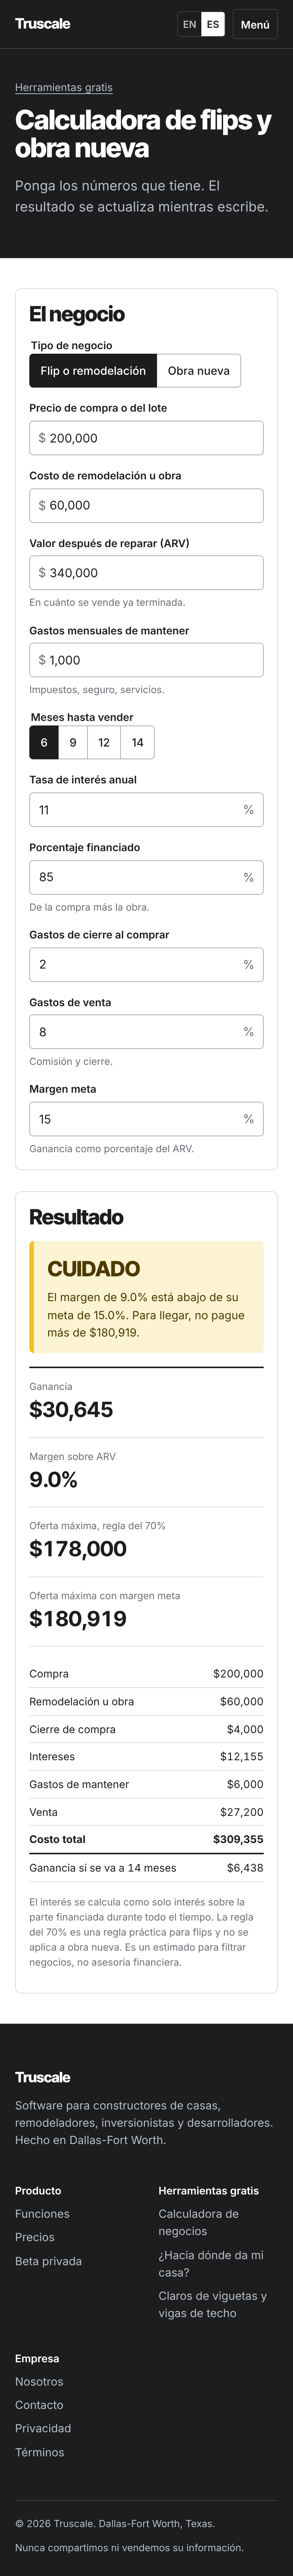 Truscale
EN ES Menú
Herramientas gratis
Calculadora de flips y
obra nueva
Ponga los números que tiene. El
resultado se actualiza mientras escribe.
El negocio
Tipo de negocio
Flip o remodelación Obra nueva
Precio de compra o del lote
$ 200,000
Costo de remodelación u obra
$ 60,000
Valor después de reparar (ARV)
$ 340,000
En cuánto se vende ya terminada.
Gastos mensuales de mantener
$ 1,000
Impuestos, seguro, servicios.
Meses hasta vender
6 9 12 14
Tasa de interés anual
11 %
Porcentaje financiado
85 %
De la compra más la obra.
Gastos de cierre al comprar
2 %
Gastos de venta
8 %
Comisión y cierre.
Margen meta
15 %
Ganancia como porcentaje del ARV.
Resultado
CUIDADO
El margen de 9.0% está abajo de su
meta de 15.0%. Para llegar, no pague
más de $180,919.
Ganancia
$30,645
Margen sobre ARV
9.0%
Oferta máxima, regla del 70%
$178,000
Oferta máxima con margen meta
$180,919
Compra $200,000
Remodelación u obra $60,000
Cierre de compra $4,000
Intereses $12,155
Gastos de mantener $6,000
Venta $27,200
Costo total $309,355
Ganancia si se va a 14 meses $6,438
El interés se calcula como solo interés sobre la
parte financiada durante todo el tiempo. La regla
del 70% es una regla práctica para flips y no se
aplica a obra nueva. Es un estimado para filtrar
negocios, no asesoría financiera.
Truscale
Software para constructores de casas,
remodeladores, inversionistas y desarrolladores.
Hecho en Dallas-Fort Worth.
Producto
Funciones
Precios
Beta privada
Herramientas gratis
Calculadora de
negocios
¿Hacia dónde da mi
casa?
Claros de viguetas y
vigas de techo
Empresa
Nosotros
Contacto
Privacidad
Términos
© 2026 Truscale. Dallas-Fort Worth, Texas.
Nunca compartimos ni vendemos su información.